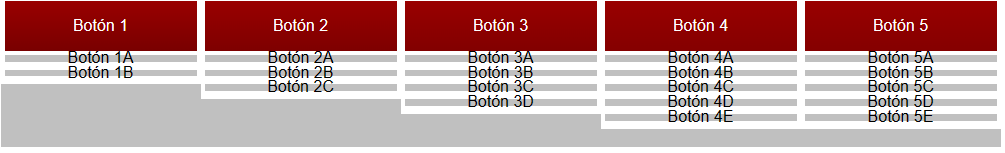 Botón 1 Botón 2 Botón 3 Botón 4 Botón 5
Botón 1A Botón 2A Botón 3A Botón 4A Botón 5A
Botón 1B Botón 2B Botón 3B Botón 4B Botón 5B
Botón 2C Botón 3C Botón 4C Botón 5C
Botón 3D Botón 4D Botón 5D
Botón 4E Botón 5E